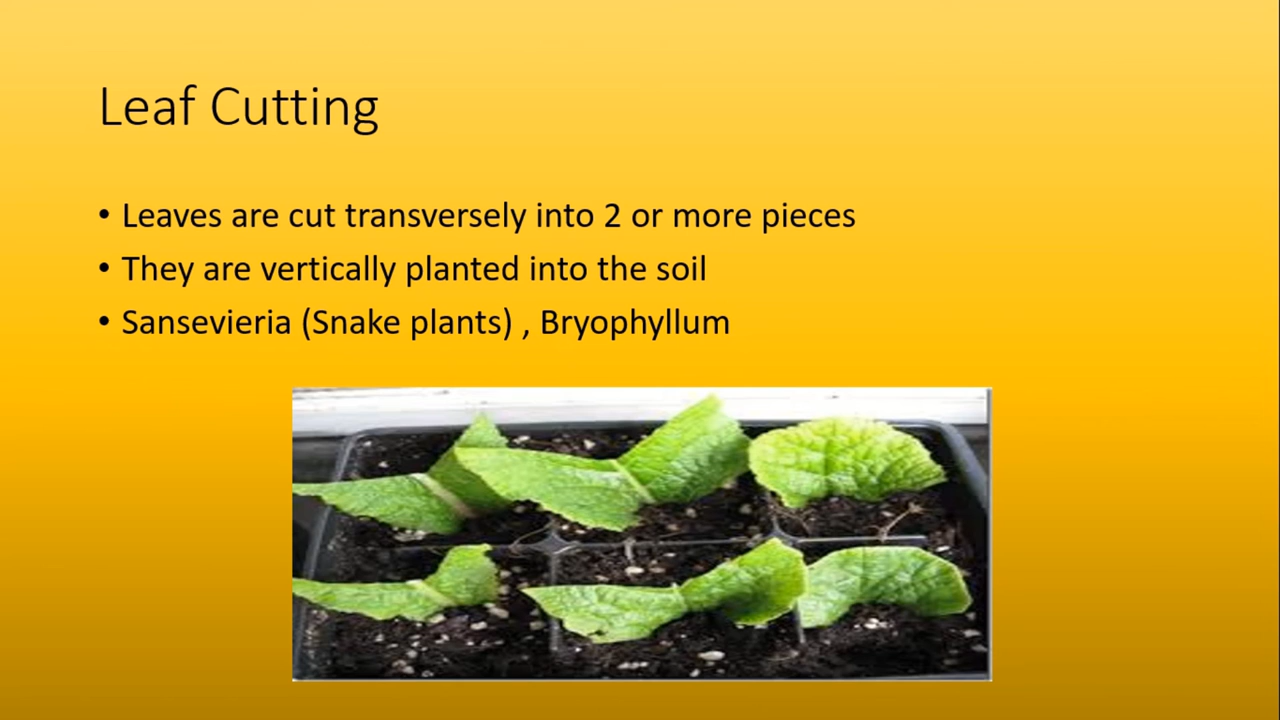 Leaf Cutting
• Leaves are cut transversely into 2 or more pieces
• They are vertically planted into the soil
• Sansevieria (Snake plants) , Bryophyllum